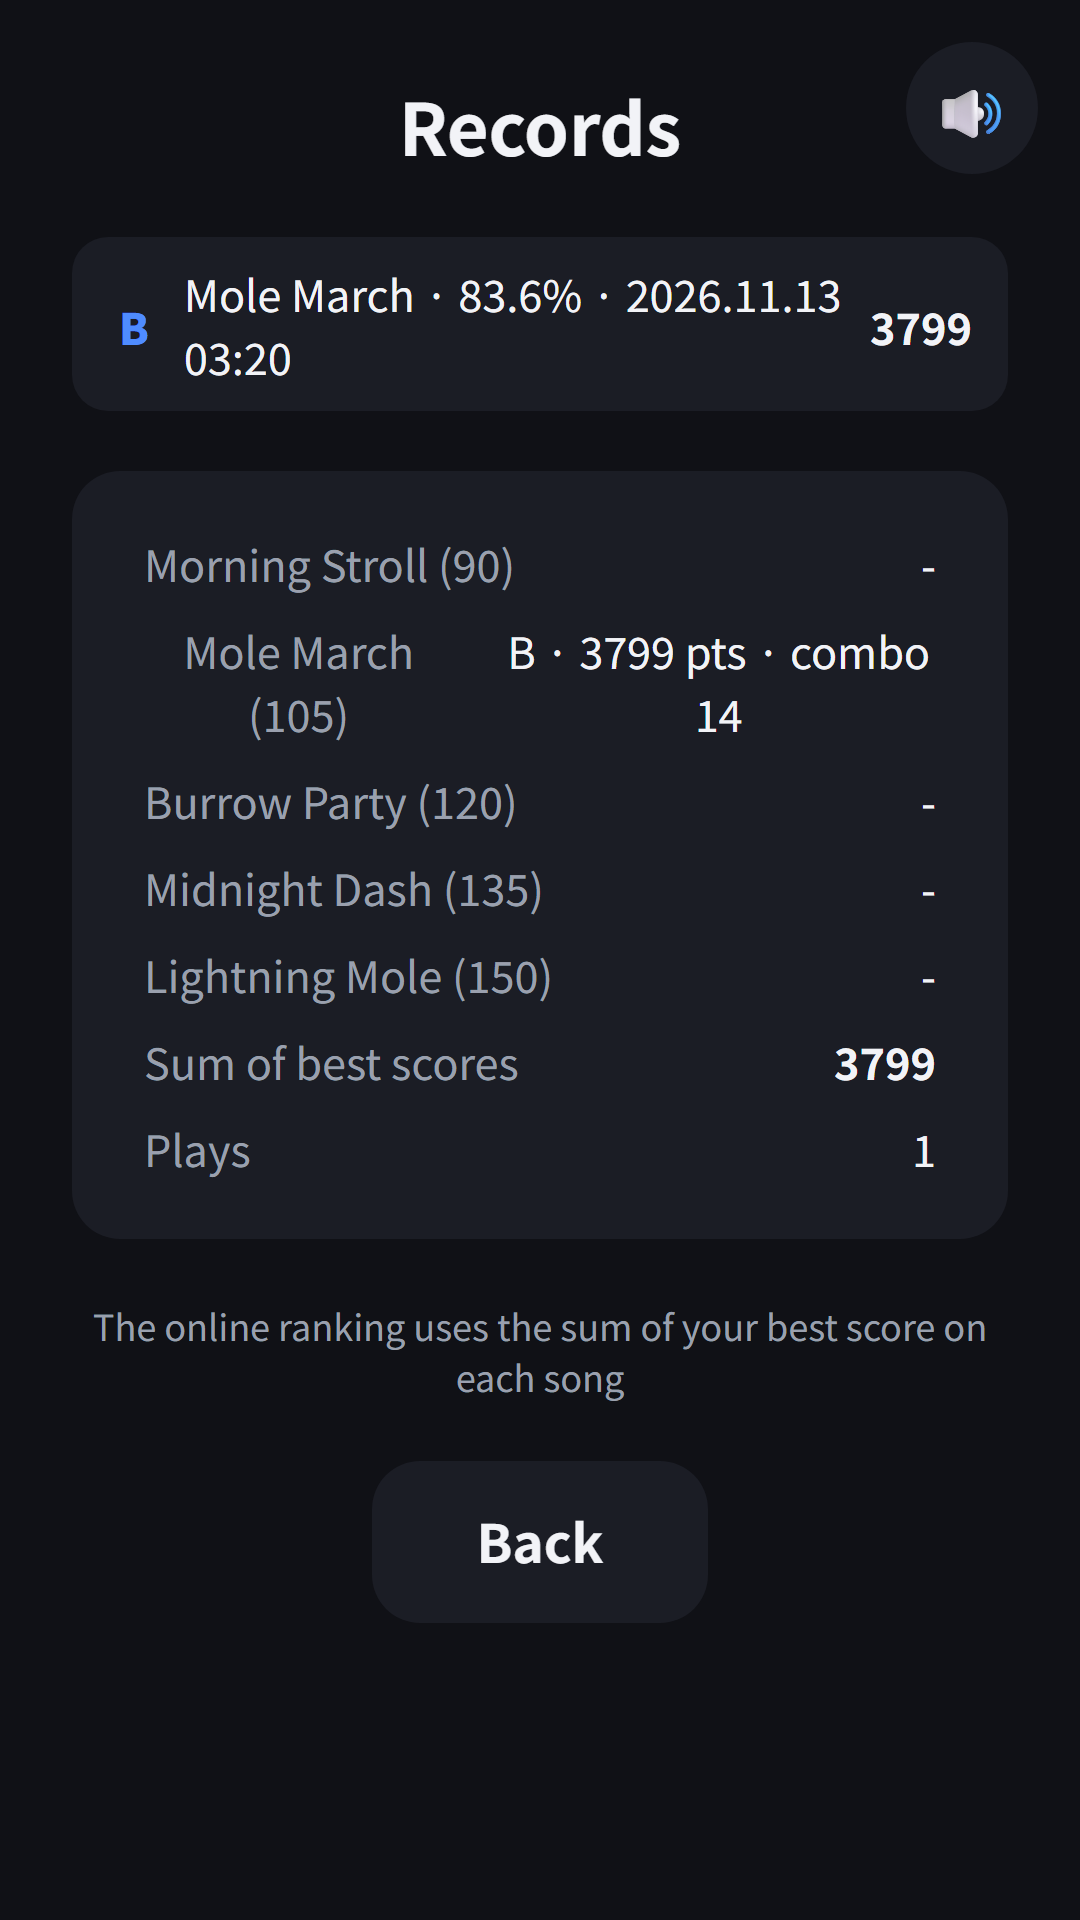 Records
B Mole March · 83.6% · 2026.11.13 3799
03:20
Morning Stroll (90) -
Mole March B · 3799 pts · combo
(105) 14
Burrow Party (120) -
Midnight Dash (135) -
Lightning Mole (150) -
Sum of best scores 3799
Plays 1
The online ranking uses the sum of your best score on
each song
Back